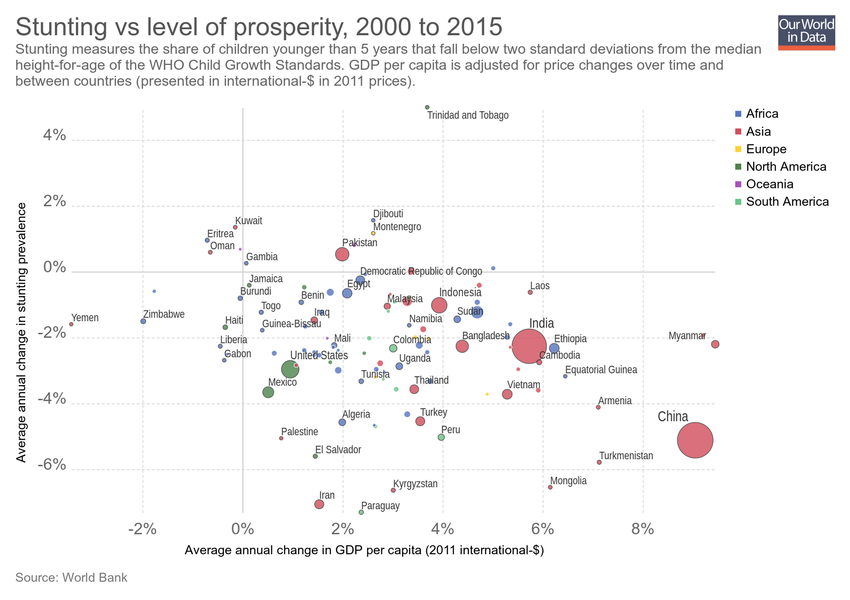 Stunting vs level of prosperity, 2000 to 2015
Our World
in Data
Stunting measures the share of children younger than 5 years that fall below two standard deviations from the median
height-for-age of the WHO Child Growth Standards. GDP per capita is adjusted for price changes over time and
between countries (presented in international-$ in 2011 prices).
Africa
Asia
Europe
North America
Oceania
South America
Average annual change in stunting prevalence
4%
2%
0%
-2%
-4%
-6%
Trinidad and Tobago
Djibouti
Kuwait
Montenegro
Eritrea
Pakistan
Oman
Gambia
Democratic Republic of Congo
Jamaica
Egypt
Burundi
Benin
Malaysia
Indonesia
Laos
Togo
Iraq
Zimbabwe
Yemen
Haiti
Guinea-Bissau
Namibia
Sudan
India
Liberia
Mali
Colombia
Bangladesh
Ethiopia
Myanmar
Gabon
United States
Uganda
Cambodia
Equatorial Guinea
Mexico
Tunisia
Thailand
Vietnam
Armenia
Algeria
Turkey
China
Palestine
Peru
El Salvador
Turkmenistan
Iran
Kyrgyzstan
Mongolia
Paraguay
-2%
0%
2%
4%
6%
8%
Average annual change in GDP per capita (2011 international-$)
Source: World Bank